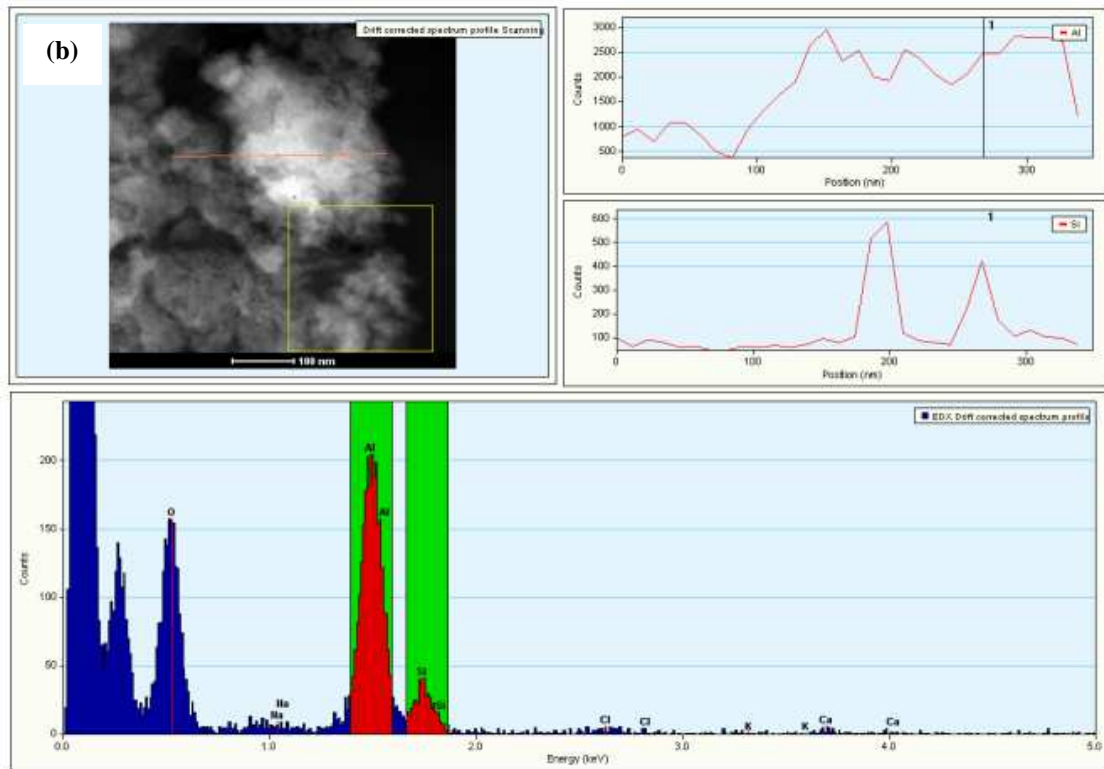 (b)
Drift corrected spectrum profile Scanning
100 nm
1
Al
3000
2500
2000
1500
1000
500
Counts
0 100 200 300
Position (nm)
1
Si
600
500
400
300
200
100
Counts
0 100 200 300
Position (nm)
EDX Drift corrected spectrum profile
200
150
100
50
0
Counts
O
Na
Na
Al
Al
Si
Si
Cl
Cl
K
K
Ca
Ca
0.0 1.0 2.0 3.0 4.0 5.0
Energy (keV)